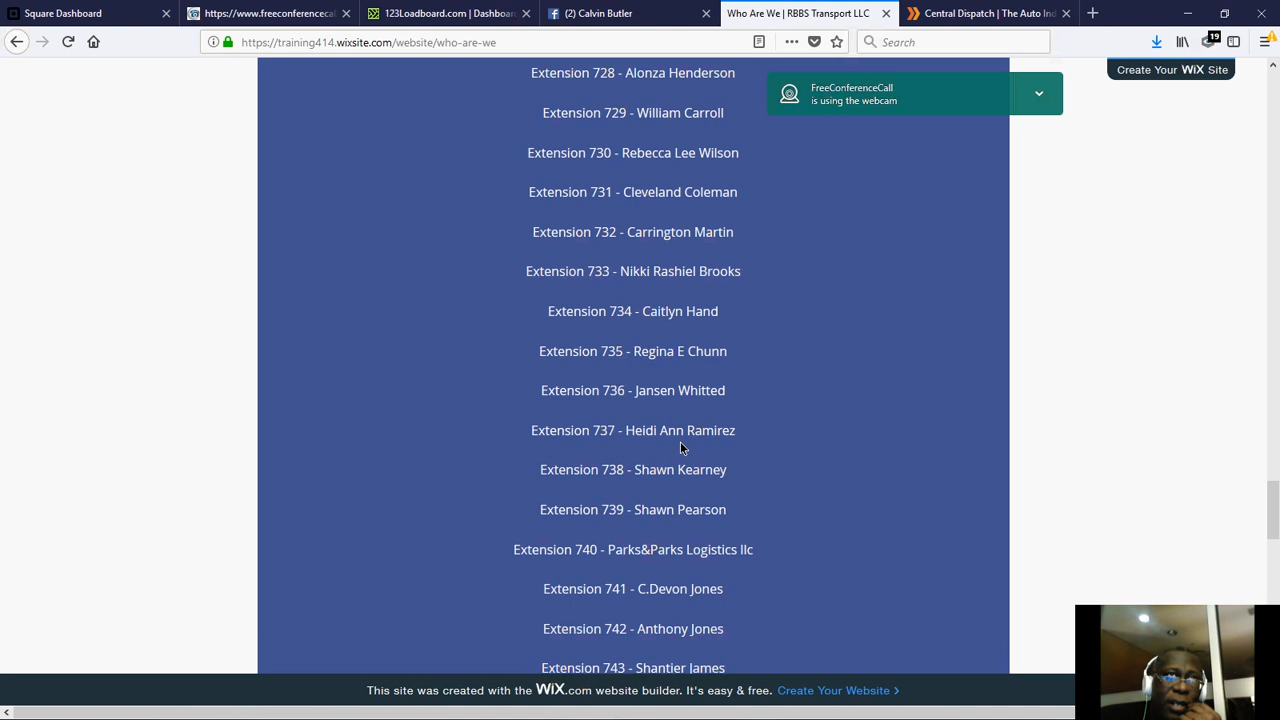 Square Dashboard
https://www.freeconferencecal
123Loadboard.com | Dashboar
(2) Calvin Butler
Who Are We | RBBS Transport LLC
Central Dispatch | The Auto Ind
https://training414.wixsite.com/website/who-are-we
Search
19
Create Your WiX Site
FreeConferenceCall
is using the webcam
Extension 728 - Alonza Henderson
Extension 729 - William Carroll
Extension 730 - Rebecca Lee Wilson
Extension 731 - Cleveland Coleman
Extension 732 - Carrington Martin
Extension 733 - Nikki Rashiel Brooks
Extension 734 - Caitlyn Hand
Extension 735 - Regina E Chunn
Extension 736 - Jansen Whitted
Extension 737 - Heidi Ann Ramirez
Extension 738 - Shawn Kearney
Extension 739 - Shawn Pearson
Extension 740 - Parks&Parks Logistics llc
Extension 741 - C.Devon Jones
Extension 742 - Anthony Jones
Extension 743 - Shantier James
This site was created with the WiX.com website builder. It's easy & free. Create Your Website >